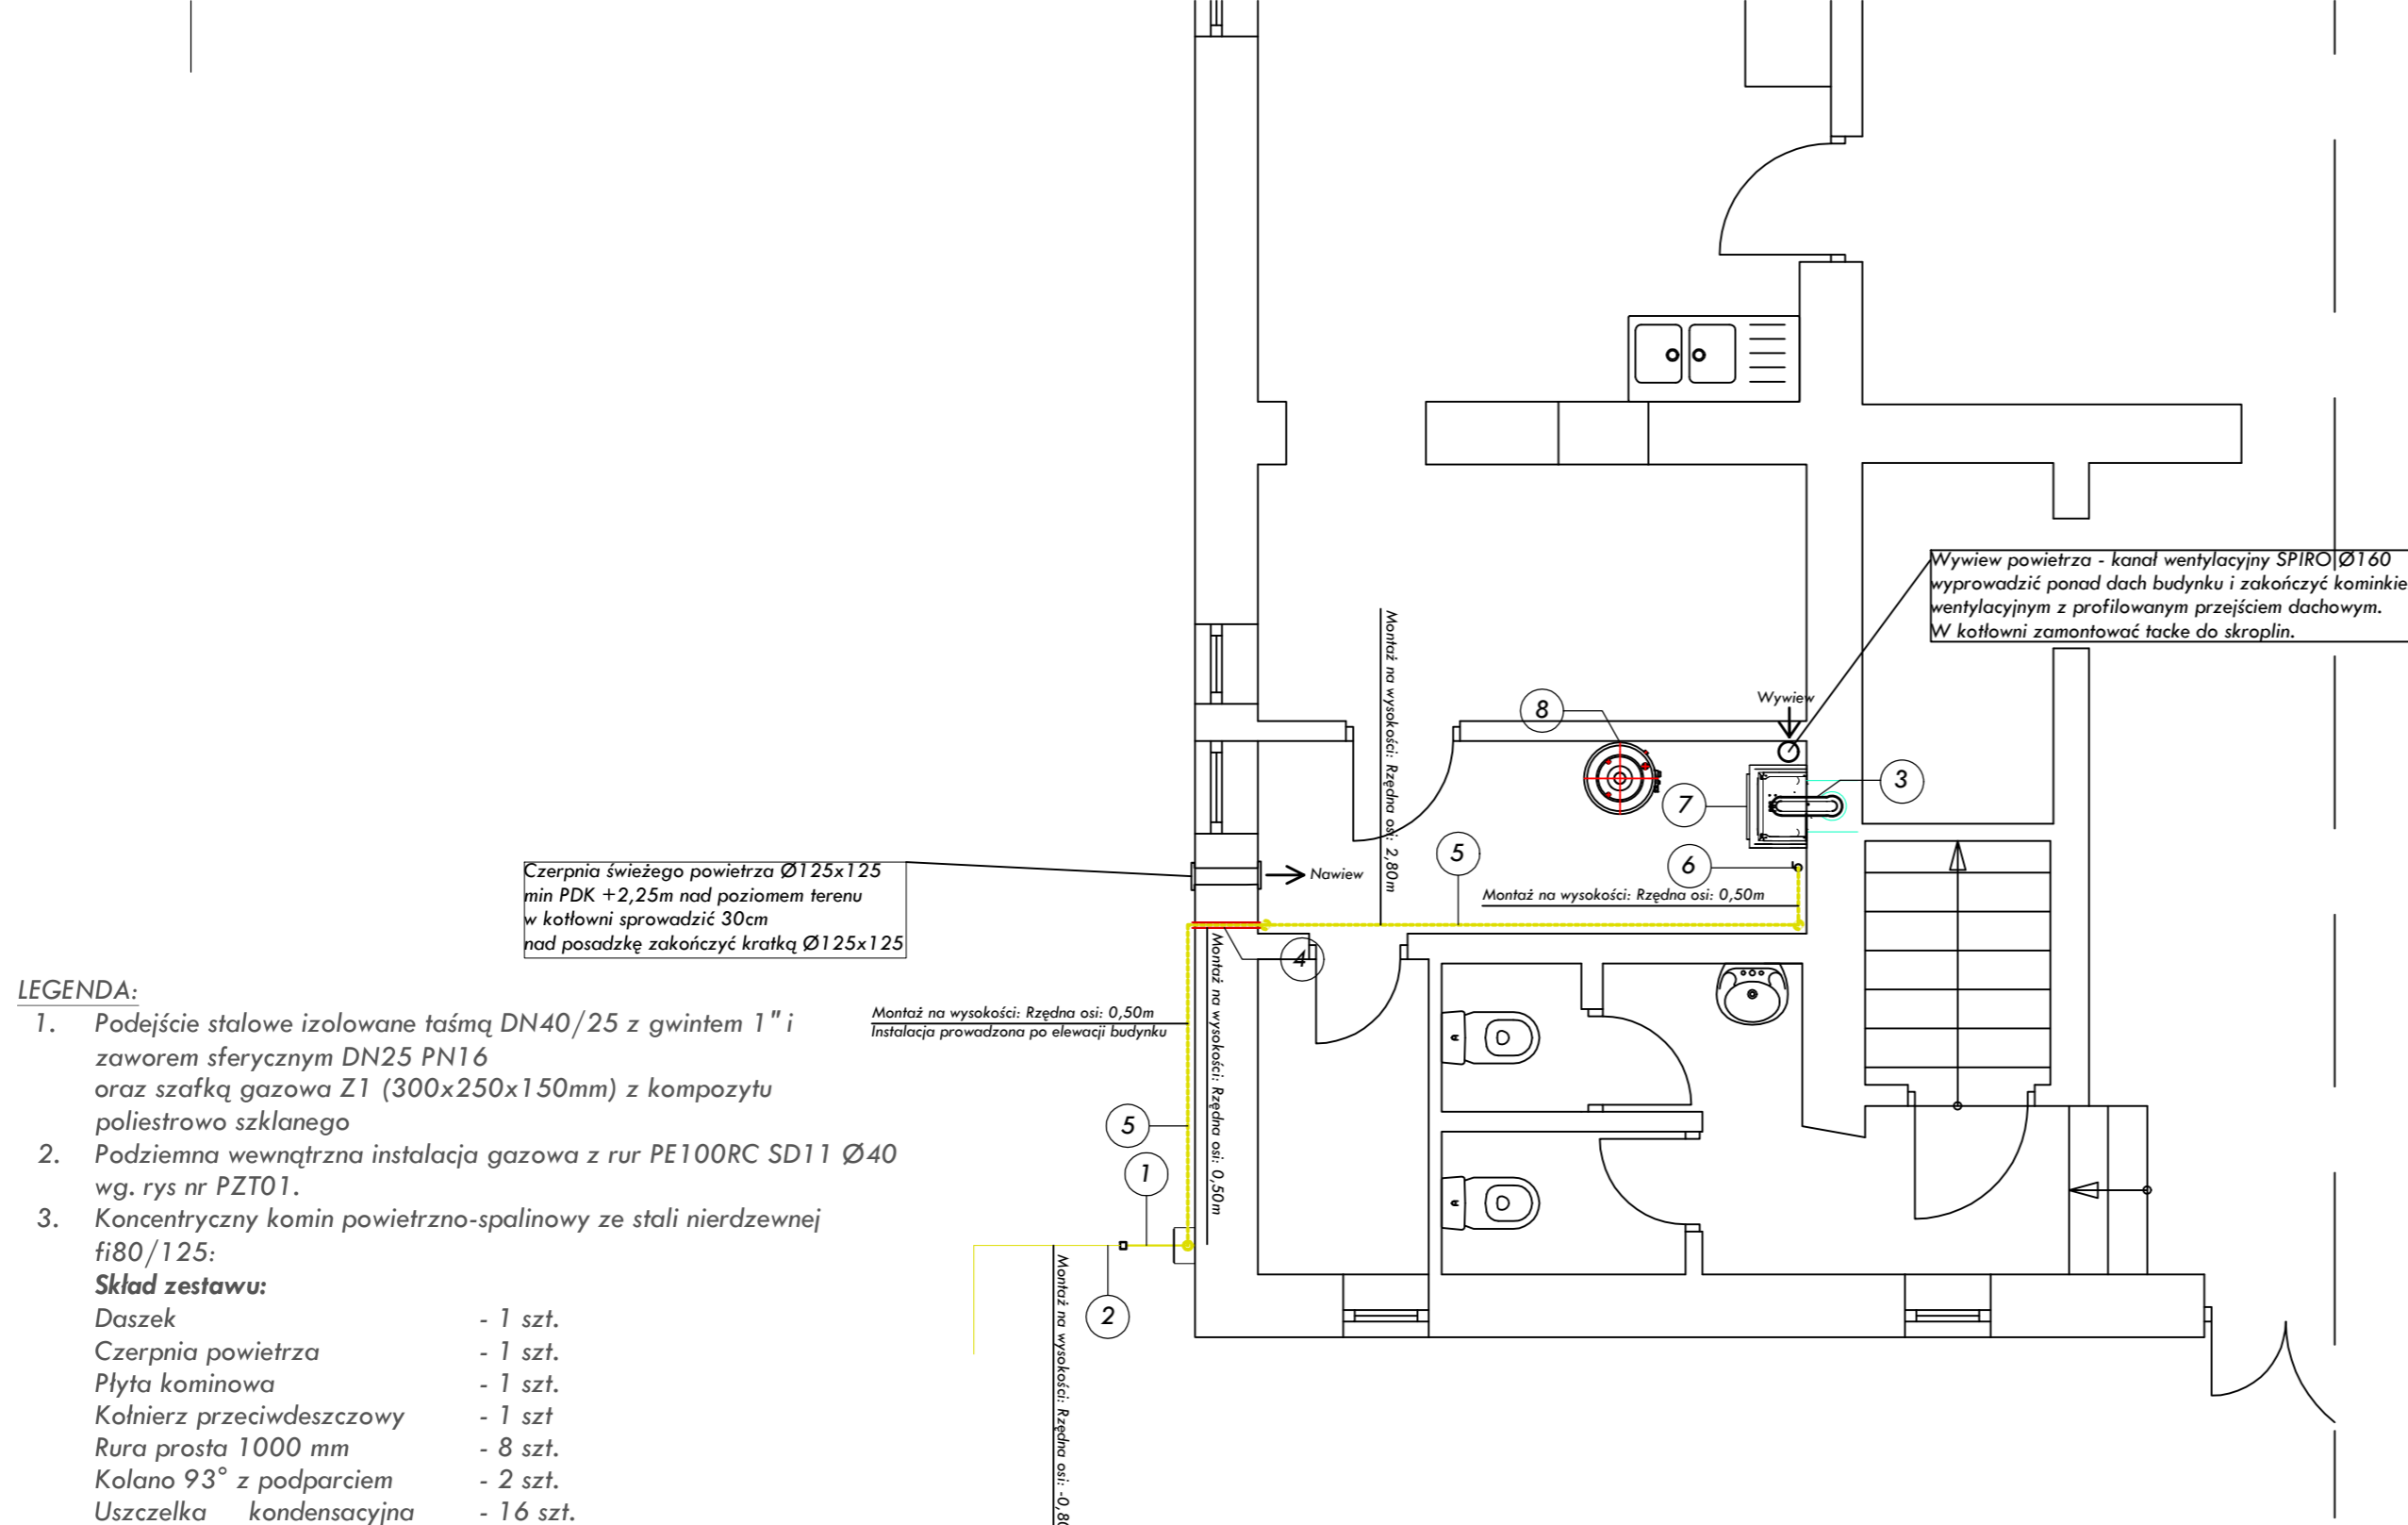 Wywiew powietrza - kanał wentylacyjny SPIRO Ø160
wyprowadzić ponad dach budynku i zakończyć kominkie
wentylacyjnym z profilowanym przejściem dachowym.
W kotłowni zamontować tacke do skroplin.
Montaż na wysokości: Rzędna osi: 2,80m
Wywiew
8
3
7
5
6
Montaż na wysokości: Rzędna osi: 0,50m
Czerpnia świeżego powietrza Ø125x125
min PDK +2,25m nad poziomem terenu
w kotłowni sprowadzić 30cm
nad posadzkę zakończyć kratką Ø125x125
Nawiew
4
Montaż na wysokości: Rzędna osi: 0,50m
Montaż na wysokości: Rzędna osi: 0,50m
Instalacja prowadzona po elewacji budynku
5
1
2
Montaż na wysokości: Rzędna osi: -0,80
LEGENDA:
1. Podejście stalowe izolowane taśmą DN40/25 z gwintem 1" i
zaworem sferycznym DN25 PN16
oraz szafką gazowa Z1 (300x250x150mm) z kompozytu
poliestrowo szklanego
2. Podziemna wewnątrzna instalacja gazowa z rur PE100RC SD11 Ø40
wg. rys nr PZT01.
3. Koncentryczny komin powietrzno-spalinowy ze stali nierdzewnej
fi80/125:
Skład zestawu:
Daszek - 1 szt.
Czerpnia powietrza - 1 szt.
Płyta kominowa - 1 szt.
Kołnierz przeciwdeszczowy - 1 szt
Rura prosta 1000 mm - 8 szt.
Kolano 93° z podparciem - 2 szt.
Uszczelka kondensacyjna - 16 szt.